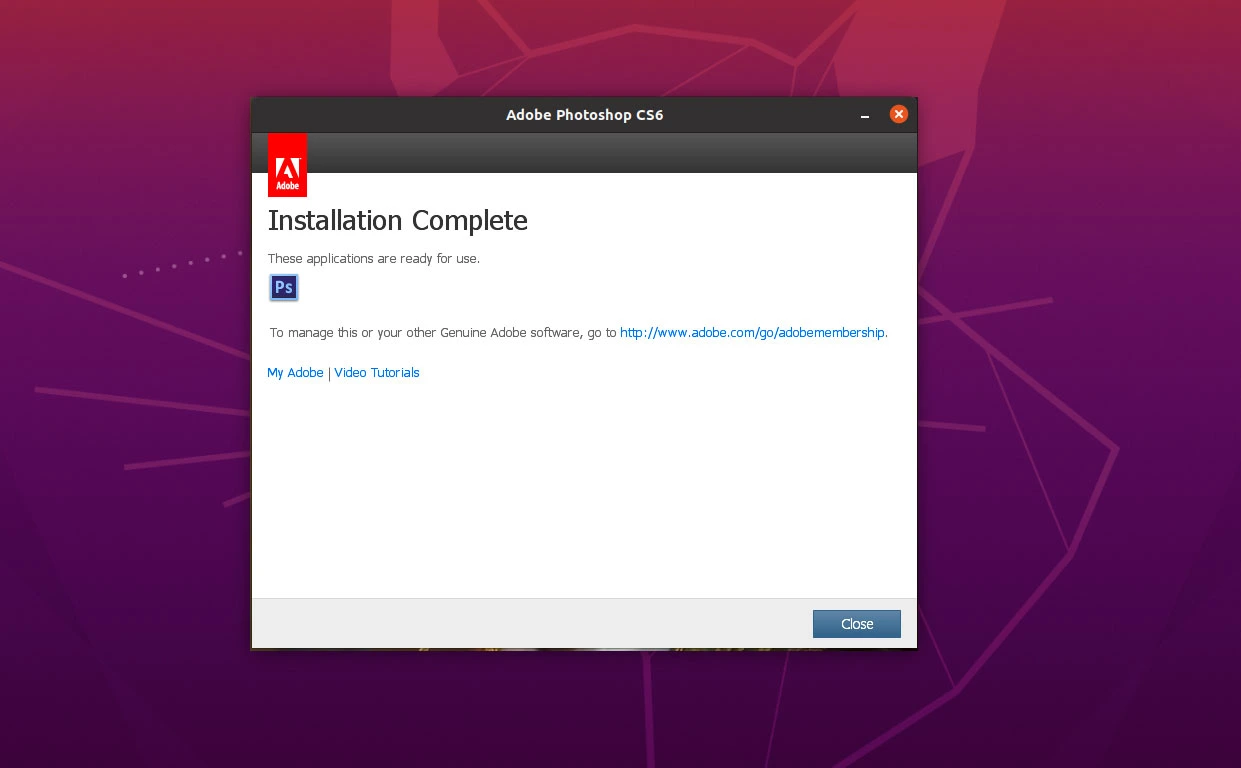 Adobe Photoshop CS6
Adobe
Installation Complete
These applications are ready for use.
Ps
To manage this or your other Genuine Adobe software, go to http://www.adobe.com/go/adobemembership.
My Adobe | Video Tutorials
Close